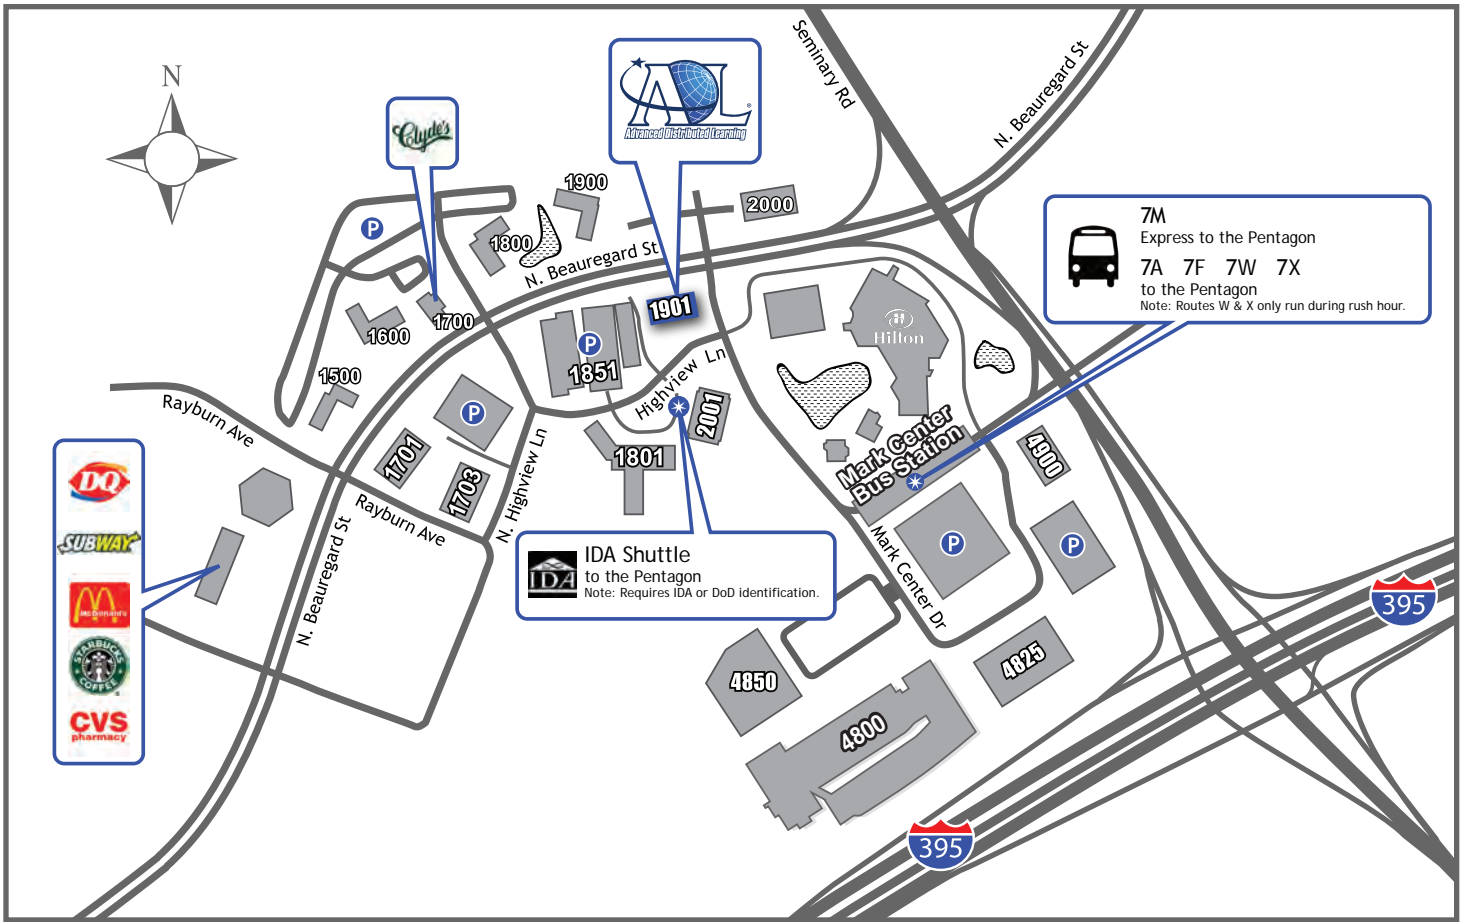 N
Clyde's
ADL
Advanced Distributed Learning
®
Seminary Rd
N. Beauregard St
7M
Express to the Pentagon
7A 7F 7W 7X
to the Pentagon
Note: Routes W & X only run during rush hour.
1900
2000
1800
N. Beauregard St
P
1901
1700
1600
Hilton
P
1851
Highview Ln
1500
Rayburn Ave
P
2001
1701
1703
1801
N. Highview Ln
Mark Center
Bus Station
4900
DQ
SUBWAY
McDonald's
STARBUCKS
COFFEE
CVS
pharmacy
Rayburn Ave
N. Beauregard St
IDA
IDA Shuttle
to the Pentagon
Note: Requires IDA or DoD identification.
Mark Center Dr
P
P
395
4850
4825
4800
395